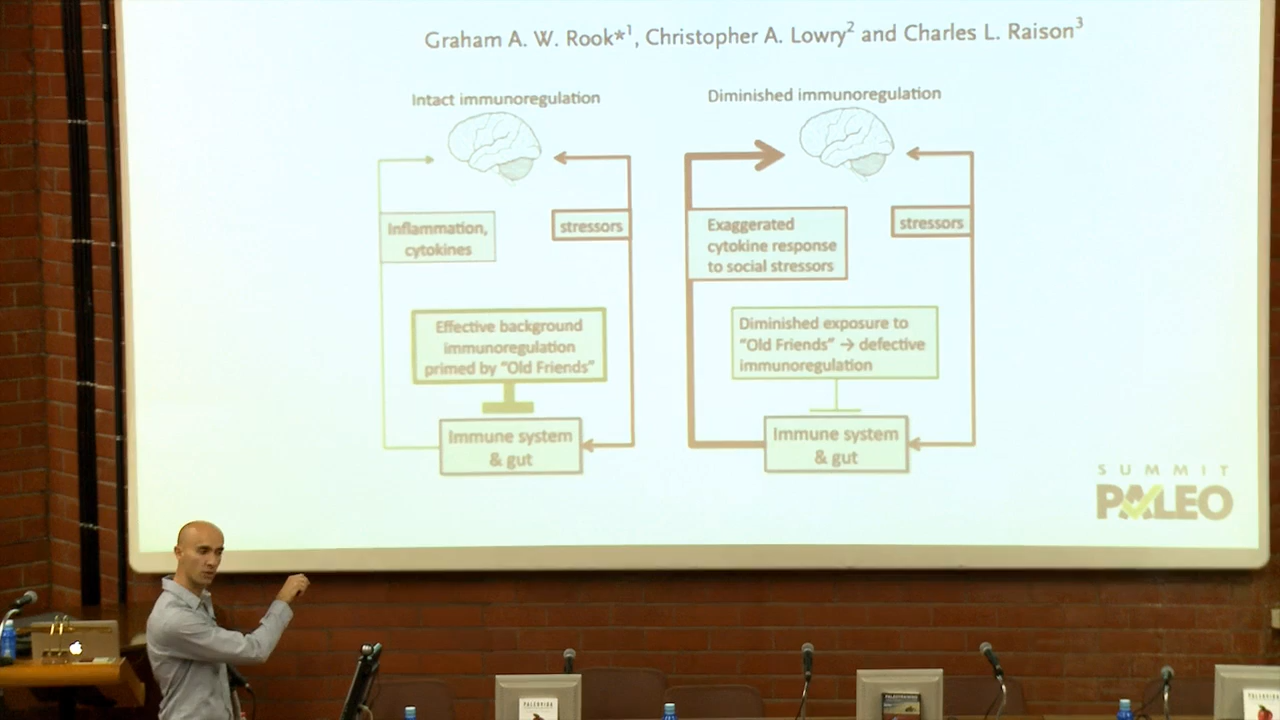 Graham A. W. Rook*¹, Christopher A. Lowry² and Charles L. Raison³
Intact immunoregulation
Inflammation,
cytokines
stressors
Effective background
immunoregulation
primed by “Old Friends”
Immune system
& gut
Diminished immunoregulation
Exaggerated
cytokine response
to social stressors
stressors
Diminished exposure to
“Old Friends” → defective
immunoregulation
Immune system
& gut
SUMMIT
PALEO
PALEOVIDA